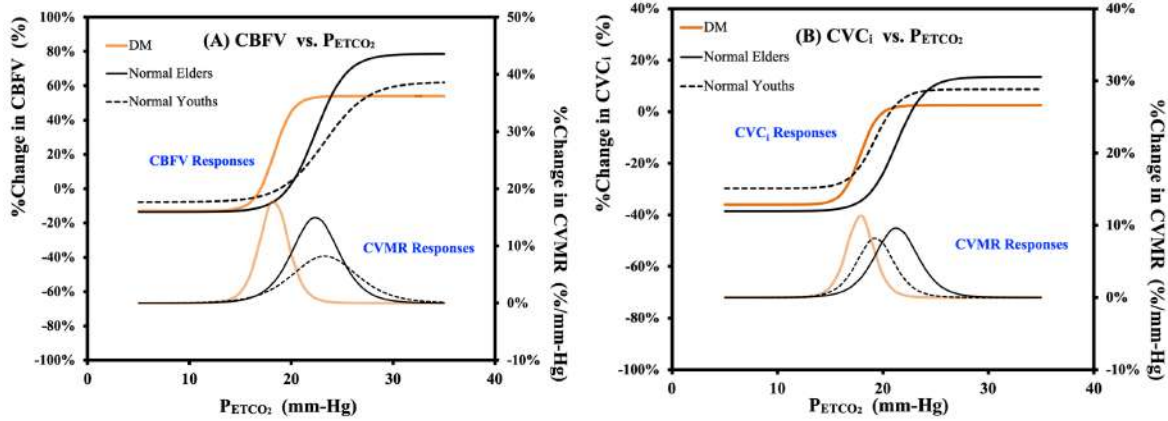 (A) CBFV vs. PETCO₂
DM
Normal Elders
Normal Youths
CBFV Responses
CVMR Responses
%Change in CBFV (%)
100%
80%
60%
40%
20%
0%
-20%
-40%
-60%
-80%
-100%
50%
40%
30%
20%
10%
0%
-10%
%Change in CVMR (%/mm-Hg)
0 10 20 30 40
PETCO₂ (mm-Hg)
(B) CVCi vs. PETCO₂
DM
Normal Elders
Normal Youths
CVCi Responses
CVMR Responses
%Change in CVCi (%)
40%
20%
0%
-20%
-40%
-60%
-80%
-100%
40%
30%
20%
10%
0%
-10%
%Change in CVMR (%/mm-Hg)
0 10 20 30 40
PETCO₂ (mm-Hg)